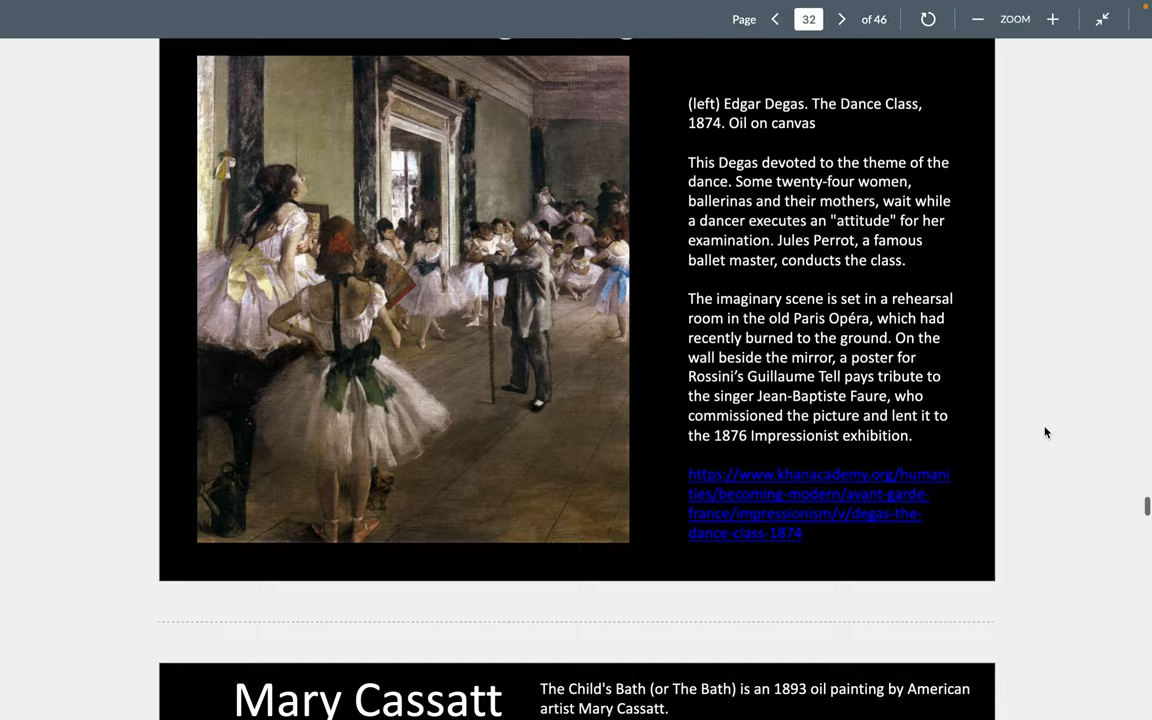 Page 32 of 46 ZOOM
(left) Edgar Degas. The Dance Class,
1874. Oil on canvas
This Degas devoted to the theme of the
dance. Some twenty-four women,
ballerinas and their mothers, wait while
a dancer executes an "attitude" for her
examination. Jules Perrot, a famous
ballet master, conducts the class.
The imaginary scene is set in a rehearsal
room in the old Paris Opéra, which had
recently burned to the ground. On the
wall beside the mirror, a poster for
Rossini’s Guillaume Tell pays tribute to
the singer Jean-Baptiste Faure, who
commissioned the picture and lent it to
the 1876 Impressionist exhibition.
https://www.khanacademy.org/humani
ties/becoming-modern/avant-garde-
france/impressionism/v/degas-the-
dance-class-1874
Mary Cassatt
The Child's Bath (or The Bath) is an 1893 oil painting by American
artist Mary Cassatt.